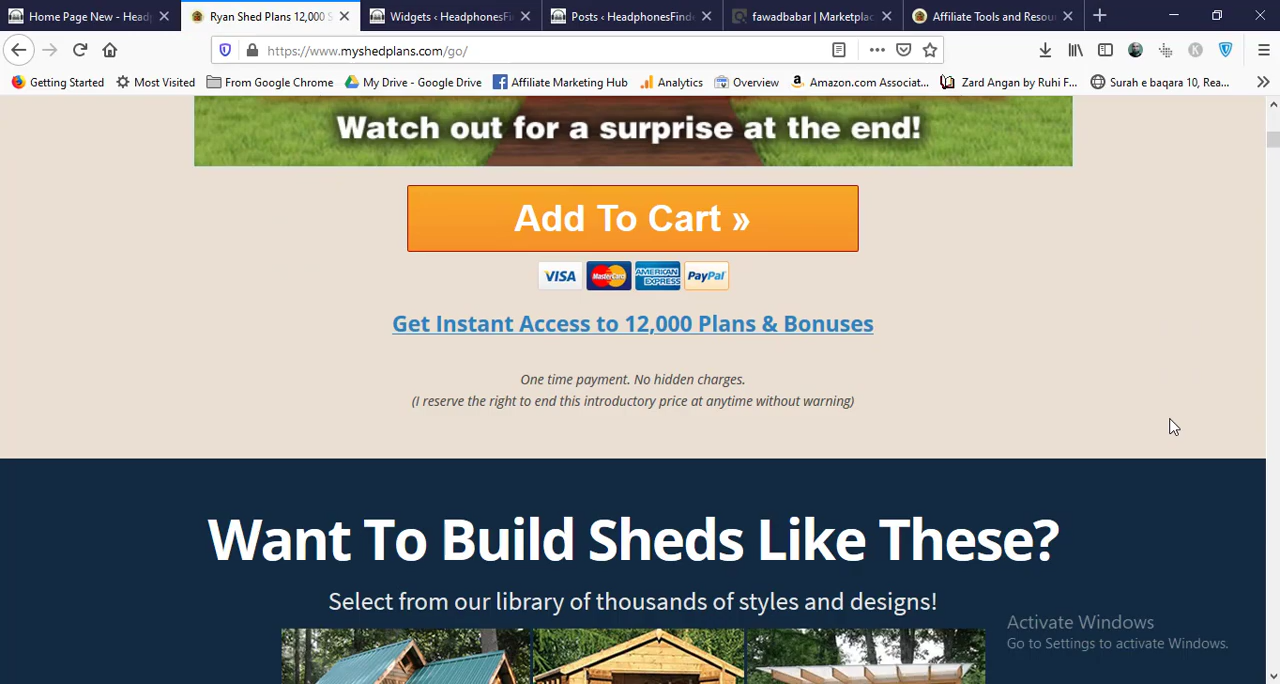 Home Page New - Head
Ryan Shed Plans 12,000 S
Widgets ‹ HeadphonesFin
Posts ‹ HeadphonesFinde
fawadbabar | Marketplac
Affiliate Tools and Resou
https://www.myshedplans.com/go/
Getting Started
Most Visited
From Google Chrome
My Drive - Google Drive
Affiliate Marketing Hub
Analytics
Overview
Amazon.com Associat...
Zard Angan by Ruhi F...
Surah e baqara 10, Rea...
Watch out for a surprise at the end!
Add To Cart »
VISA
MasterCard
AMERICAN EXPRESS
PayPal
Get Instant Access to 12,000 Plans & Bonuses
One time payment. No hidden charges.
(I reserve the right to end this introductory price at anytime without warning)
Want To Build Sheds Like These?
Select from our library of thousands of styles and designs!
Activate Windows
Go to Settings to activate Windows.